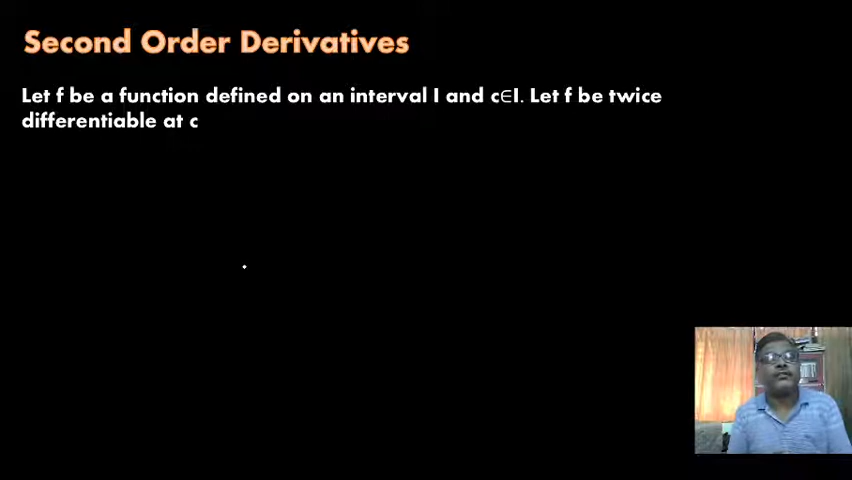 Second Order Derivatives
Let f be a function defined on an interval I and c∈I. Let f be twice
differentiable at c